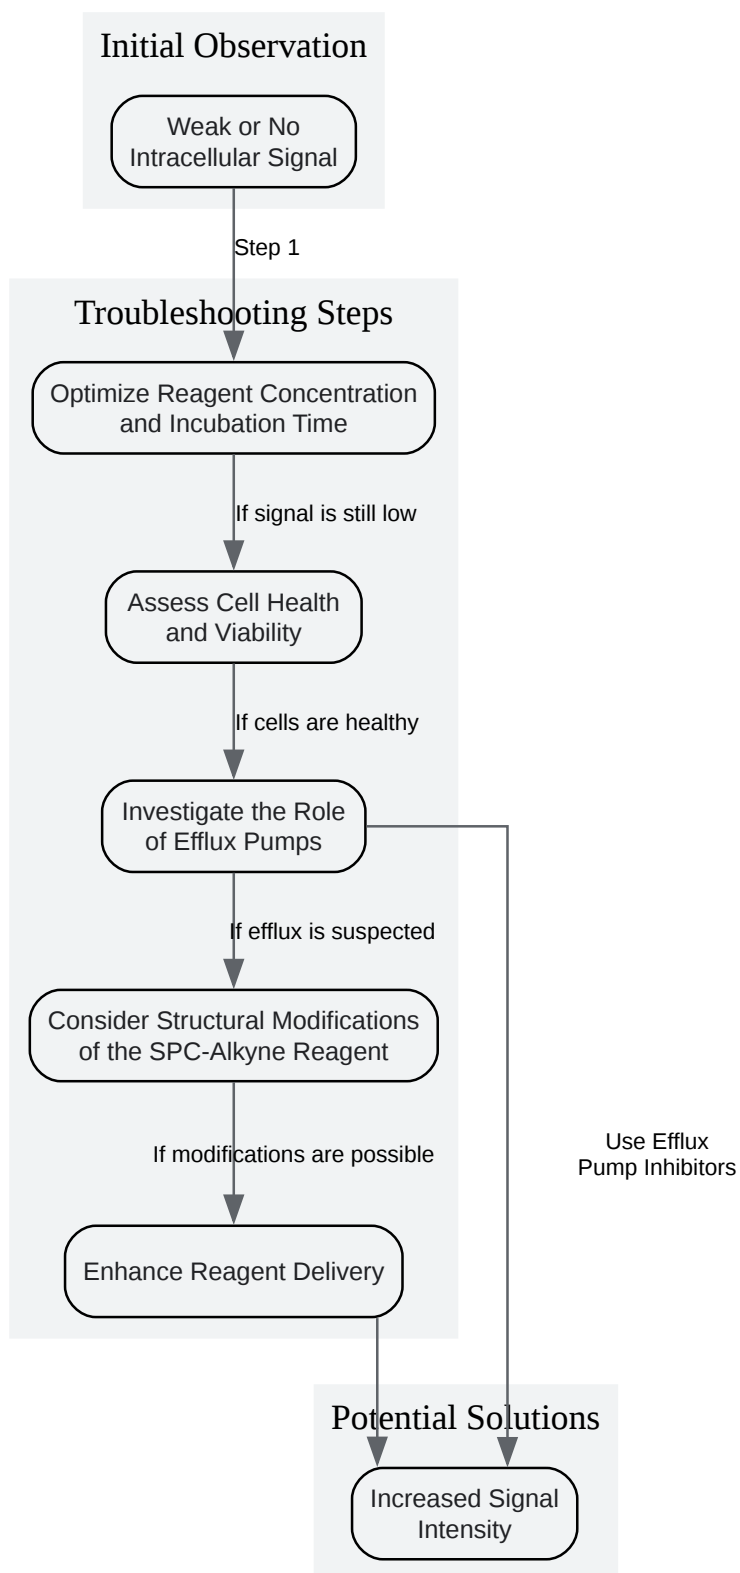 Initial Observation
Weak or No
Intracellular Signal
Step 1
Troubleshooting Steps
Optimize Reagent Concentration
and Incubation Time
If signal is still low
Assess Cell Health
and Viability
If cells are healthy
Investigate the Role
of Efflux Pumps
If efflux is suspected
Consider Structural Modifications
of the SPC-Alkyne Reagent
If modifications are possible
Use Efflux
Pump Inhibitors
Enhance Reagent Delivery
Potential Solutions
Increased Signal
Intensity